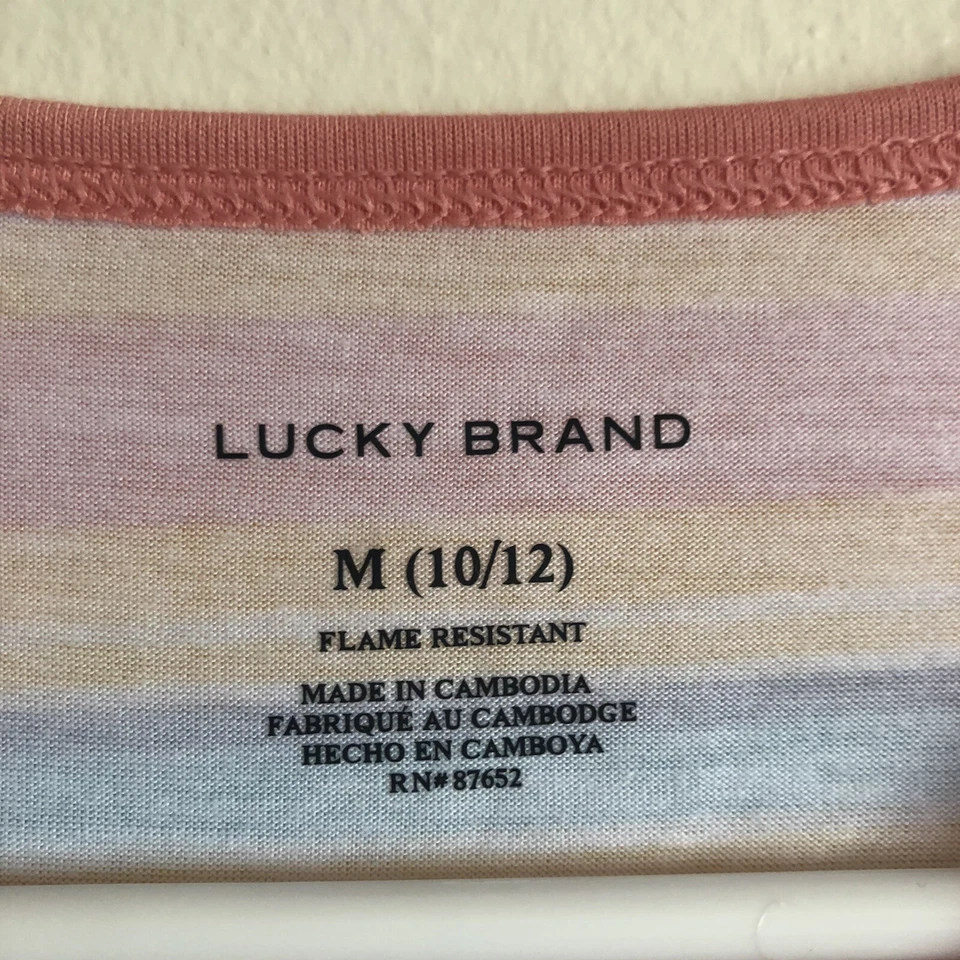 LUCKY BRAND
M (10/12)
FLAME RESISTANT
MADE IN CAMBODIA
FABRIQUÉ AU CAMBODGE
HECHO EN CAMBOYA
RN# 87652